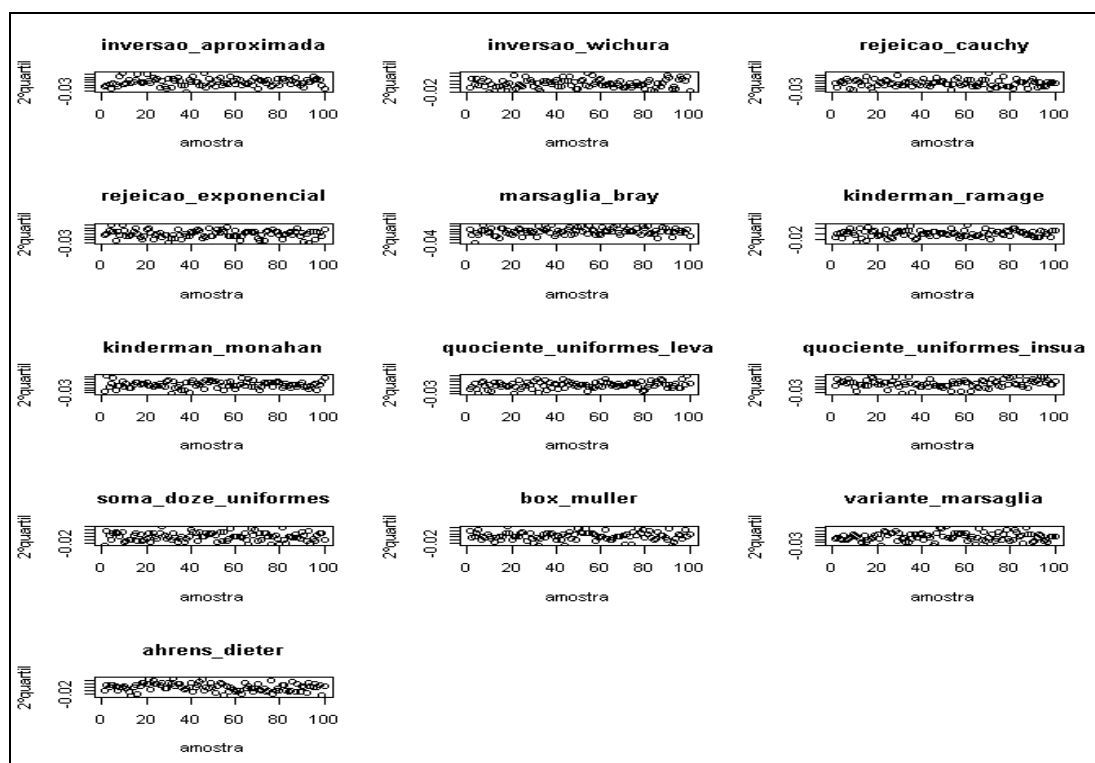 inversao_aproximada
2ºquartil
-0.03
0 20 40 60 80 100
amostra
inversao_wichura
2ºquartil
-0.02
0 20 40 60 80 100
amostra
rejeicao_cauchy
2ºquartil
-0.03
0 20 40 60 80 100
amostra
rejeicao_exponencial
2ºquartil
-0.03
0 20 40 60 80 100
amostra
marsaglia_bray
2ºquartil
-0.04
0 20 40 60 80 100
amostra
kinderman_ramage
2ºquartil
-0.02
0 20 40 60 80 100
amostra
kinderman_monahan
2ºquartil
-0.03
0 20 40 60 80 100
amostra
quociente_uniformes_leva
2ºquartil
-0.03
0 20 40 60 80 100
amostra
quociente_uniformes_insua
2ºquartil
-0.03
0 20 40 60 80 100
amostra
soma_doze_uniformes
2ºquartil
-0.02
0 20 40 60 80 100
amostra
box_muller
2ºquartil
-0.02
0 20 40 60 80 100
amostra
variante_marsaglia
2ºquartil
-0.03
0 20 40 60 80 100
amostra
ahrens_dieter
2ºquartil
-0.02
0 20 40 60 80 100
amostra